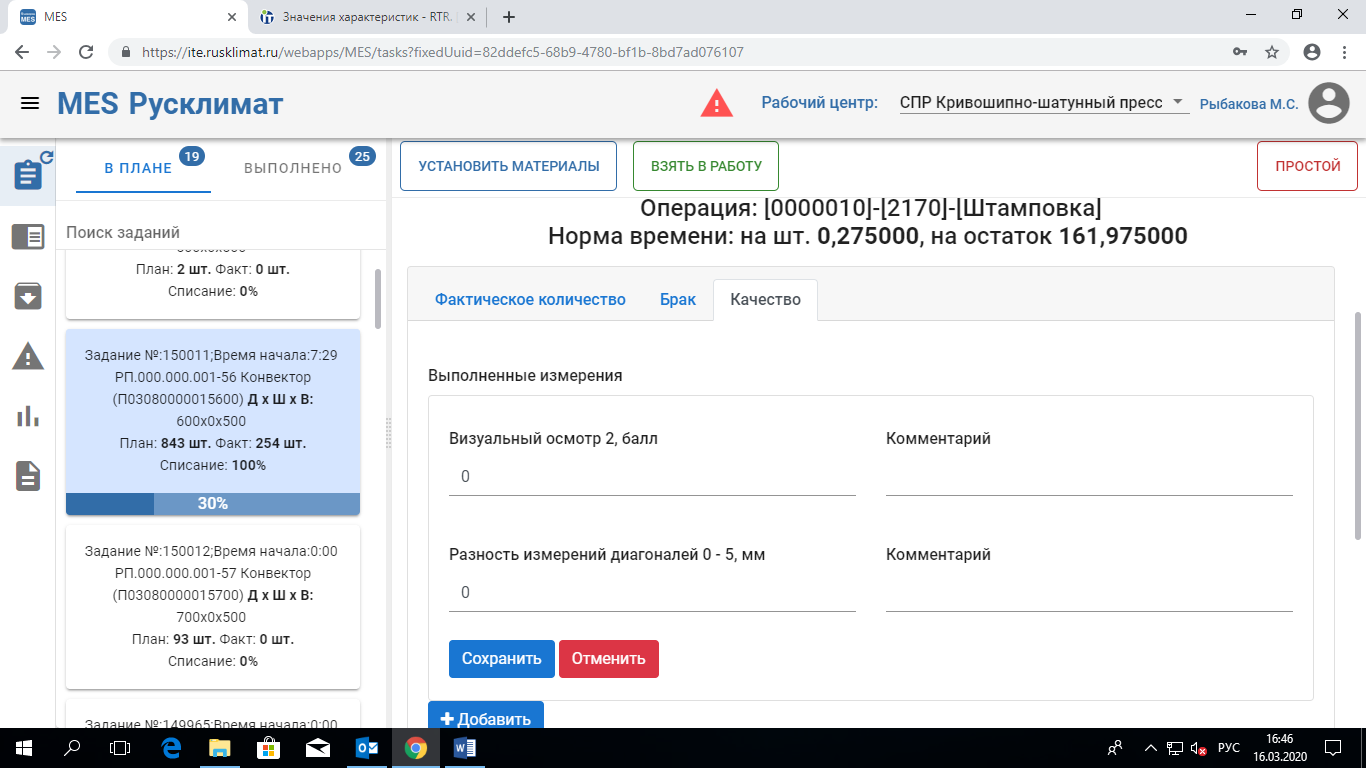 MES
Значения характеристик - RTR.
https://ite.rusklimat.ru/webapps/MES/tasks?fixedUuid=82ddefc5-68b9-4780-bf1b-8bd7ad076107
MES Русклимат
Рабочий центр:
СПР Кривошипно-шатунный пресс
Рыбакова М.С.
В ПЛАНЕ 19
ВЫПОЛНЕНО 25
УСТАНОВИТЬ МАТЕРИАЛЫ
ВЗЯТЬ В РАБОТУ
ПРОСТОЙ
Поиск заданий
План: 2 шт. Факт: 0 шт.
Списание: 0%
Задание №:150011;Время начала:7:29
РП.000.000.001-56 Конвектор
(П03080000015600) Д x Ш x В:
600x0x500
План: 843 шт. Факт: 254 шт.
Списание: 100%
30%
Задание №:150012;Время начала:0:00
РП.000.000.001-57 Конвектор
(П03080000015700) Д x Ш x В:
700x0x500
План: 93 шт. Факт: 0 шт.
Списание: 0%
Задание №:149965;Время начала:0:00
Операция: [0000010]-[2170]-[Штамповка]
Норма времени: на шт. 0,275000, на остаток 161,975000
Фактическое количество
Брак
Качество
Выполненные измерения
Визуальный осмотр 2, балл
Комментарий
0
Разность измерений диагоналей 0 - 5, мм
Комментарий
0
Сохранить
Отменить
+ Добавить
РУС
16:46
16.03.2020